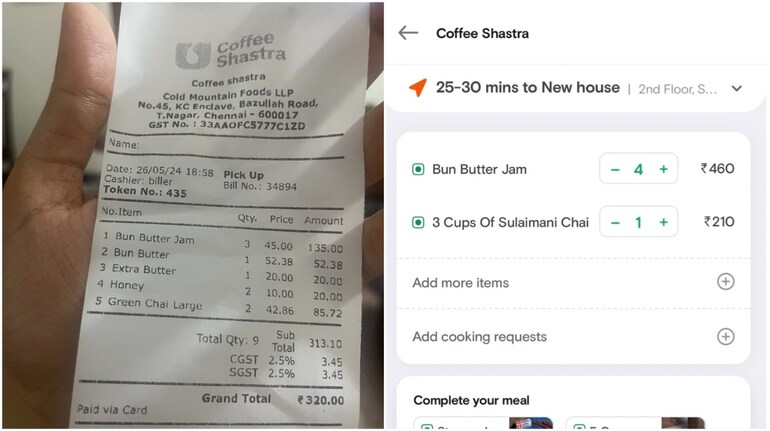 Coffee
Shastra
Coffee shastra
Cold Mountain Foods LLP
No.45, KC Enclave, Bazullah Road,
T.Nagar, Chennai - 600017
GST No. : 33AAOFC5777C1ZD
Name:
Date: 26/05/24 18:58 Pick Up
Cashier: biller Bill No.: 34894
Token No.: 435
No.Item Qty. Price Amount
1 Bun Butter Jam 3 45.00 135.00
2 Bun Butter 1 52.38 52.38
3 Extra Butter 1 20.00 20.00
4 Honey 2 10.00 20.00
5 Green Chai Large 2 42.86 85.72
Total Qty: 9 Sub Total 313.10
CGST 2.5% 3.45
SGST 2.5% 3.45
Grand Total ₹320.00
Paid via Card
Coffee Shastra
25-30 mins to New house | 2nd Floor, S...
Bun Butter Jam − 4 + ₹460
3 Cups Of Sulaimani Chai − 1 + ₹210
Add more items
Add cooking requests
Complete your meal